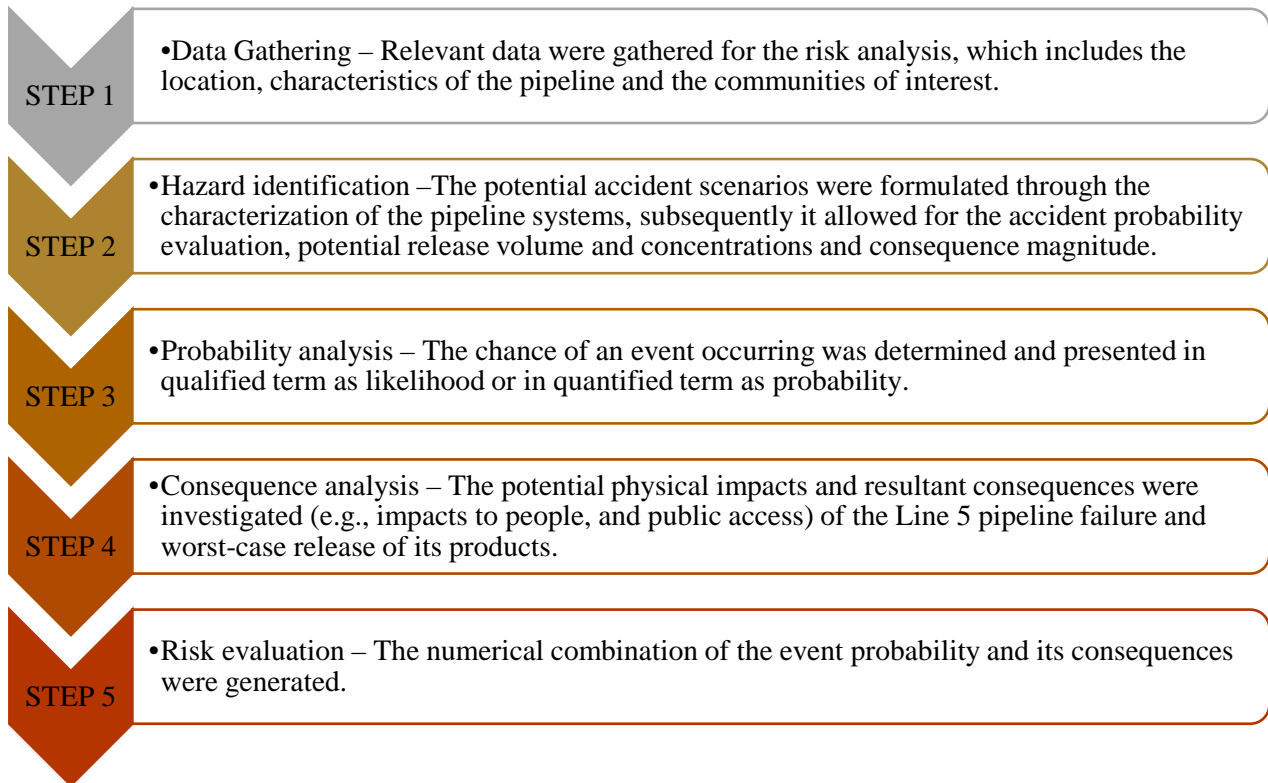 STEP 1
•Data Gathering – Relevant data were gathered for the risk analysis, which includes the
location, characteristics of the pipeline and the communities of interest.
STEP 2
•Hazard identification –The potential accident scenarios were formulated through the
characterization of the pipeline systems, subsequently it allowed for the accident probability
evaluation, potential release volume and concentrations and consequence magnitude.
STEP 3
•Probability analysis – The chance of an event occurring was determined and presented in
qualified term as likelihood or in quantified term as probability.
STEP 4
•Consequence analysis – The potential physical impacts and resultant consequences were
investigated (e.g., impacts to people, and public access) of the Line 5 pipeline failure and
worst-case release of its products.
STEP 5
•Risk evaluation – The numerical combination of the event probability and its consequences
were generated.